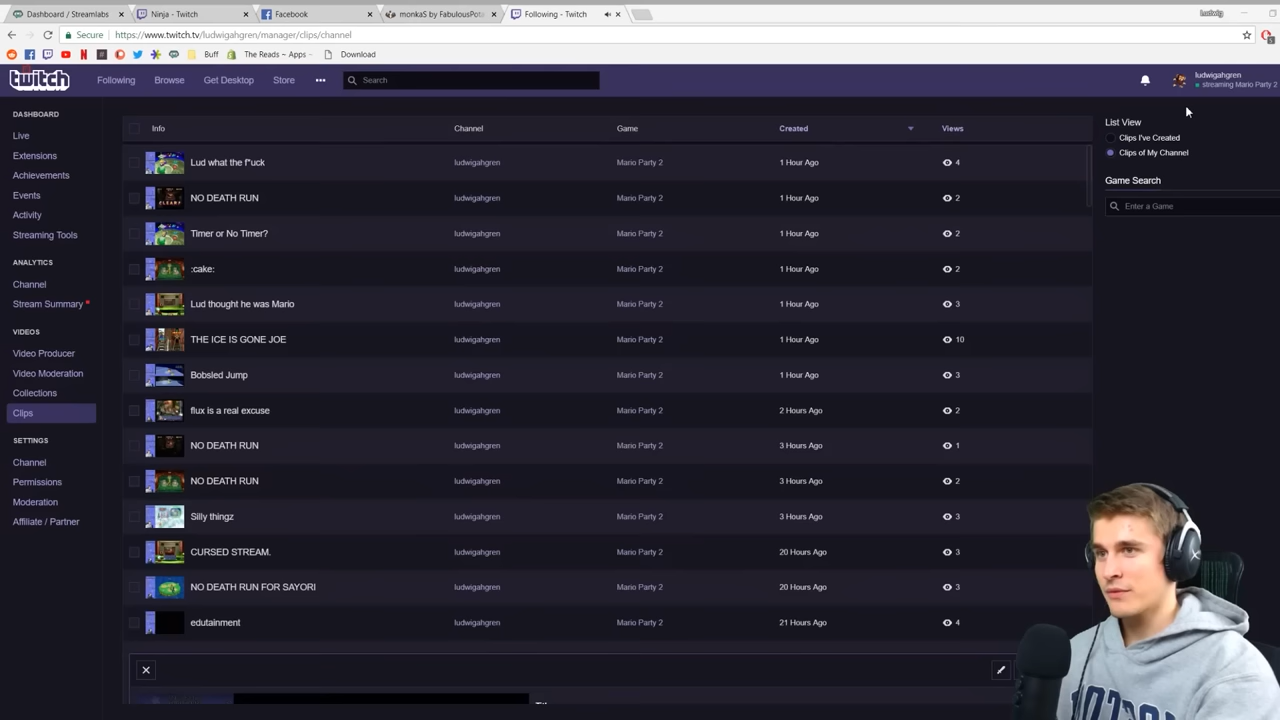 Dashboard / Streamlabs
Ninja - Twitch
Facebook
monkaS by FabulousPota
Following - Twitch
ludwig
Secure
https://www.twitch.tv/ludwigahgren/manager/clips/channel
Buff
The Reads ~ Apps ~
Download
twitch
Following
Browse
Get Desktop
Store
Search
ludwigahgren
streaming Mario Party 2
DASHBOARD
Live
Extensions
Achievements
Events
Activity
Streaming Tools
ANALYTICS
Channel
Stream Summary
VIDEOS
Video Producer
Video Moderation
Collections
Clips
SETTINGS
Channel
Permissions
Moderation
Affiliate / Partner
Info Channel Game Created Views
Lud what the f*uck ludwigahgren Mario Party 2 1 Hour Ago 4
NO DEATH RUN ludwigahgren Mario Party 2 1 Hour Ago 2
Timer or No Timer? ludwigahgren Mario Party 2 1 Hour Ago 2
:cake: ludwigahgren Mario Party 2 1 Hour Ago 2
Lud thought he was Mario ludwigahgren Mario Party 2 1 Hour Ago 3
THE ICE IS GONE JOE ludwigahgren Mario Party 2 1 Hour Ago 10
Bobsled Jump ludwigahgren Mario Party 2 1 Hour Ago 3
flux is a real excuse ludwigahgren Mario Party 2 2 Hours Ago 2
NO DEATH RUN ludwigahgren Mario Party 2 3 Hours Ago 1
NO DEATH RUN ludwigahgren Mario Party 2 3 Hours Ago 2
Silly thingz ludwigahgren Mario Party 2 3 Hours Ago 3
CURSED STREAM. ludwigahgren Mario Party 2 20 Hours Ago 3
NO DEATH RUN FOR SAYORI ludwigahgren Mario Party 2 20 Hours Ago 3
edutainment ludwigahgren Mario Party 2 21 Hours Ago 4
List View
Clips I've Created
Clips of My Channel
Game Search
Enter a Game